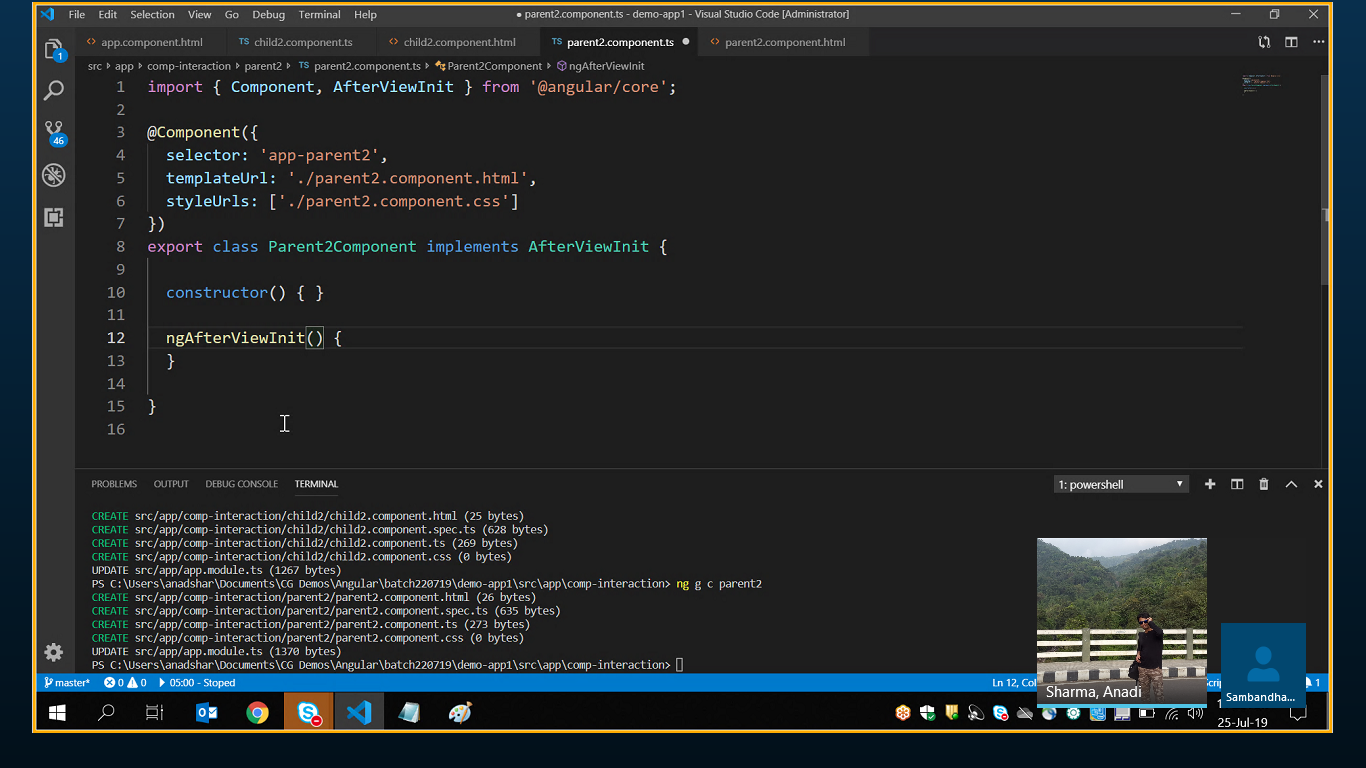 File Edit Selection View Go Debug Terminal Help
● parent2.component.ts - demo-app1 - Visual Studio Code [Administrator]
<> app.component.html
TS child2.component.ts
<> child2.component.html
TS parent2.component.ts ●
<> parent2.component.html
src › app › comp-interaction › parent2 › TS parent2.component.ts › Parent2Component › ngAfterViewInit
1
46
1 import { Component, AfterViewInit } from '@angular/core';
2
3 @Component({
4 selector: 'app-parent2',
5 templateUrl: './parent2.component.html',
6 styleUrls: ['./parent2.component.css']
7 })
8 export class Parent2Component implements AfterViewInit {
9
10 constructor() { }
11
12 ngAfterViewInit() {
13 }
14
15 }
16
PROBLEMS OUTPUT DEBUG CONSOLE TERMINAL
1: powershell
CREATE src/app/comp-interaction/child2/child2.component.html (25 bytes)
CREATE src/app/comp-interaction/child2/child2.component.spec.ts (628 bytes)
CREATE src/app/comp-interaction/child2/child2.component.ts (269 bytes)
CREATE src/app/comp-interaction/child2/child2.component.css (0 bytes)
UPDATE src/app/app.module.ts (1267 bytes)
PS C:\Users\anadshar\Documents\CG Demos\Angular\batch220719\demo-app1\src\app\comp-interaction> ng g c parent2
CREATE src/app/comp-interaction/parent2/parent2.component.html (26 bytes)
CREATE src/app/comp-interaction/parent2/parent2.component.spec.ts (635 bytes)
CREATE src/app/comp-interaction/parent2/parent2.component.ts (273 bytes)
CREATE src/app/comp-interaction/parent2/parent2.component.css (0 bytes)
UPDATE src/app/app.module.ts (1370 bytes)
PS C:\Users\anadshar\Documents\CG Demos\Angular\batch220719\demo-app1\src\app\comp-interaction>
master* 0 0 05:00 - Stoped
Ln 12, Col
1
Sharma, Anadi
Sambandha...
25-Jul-19